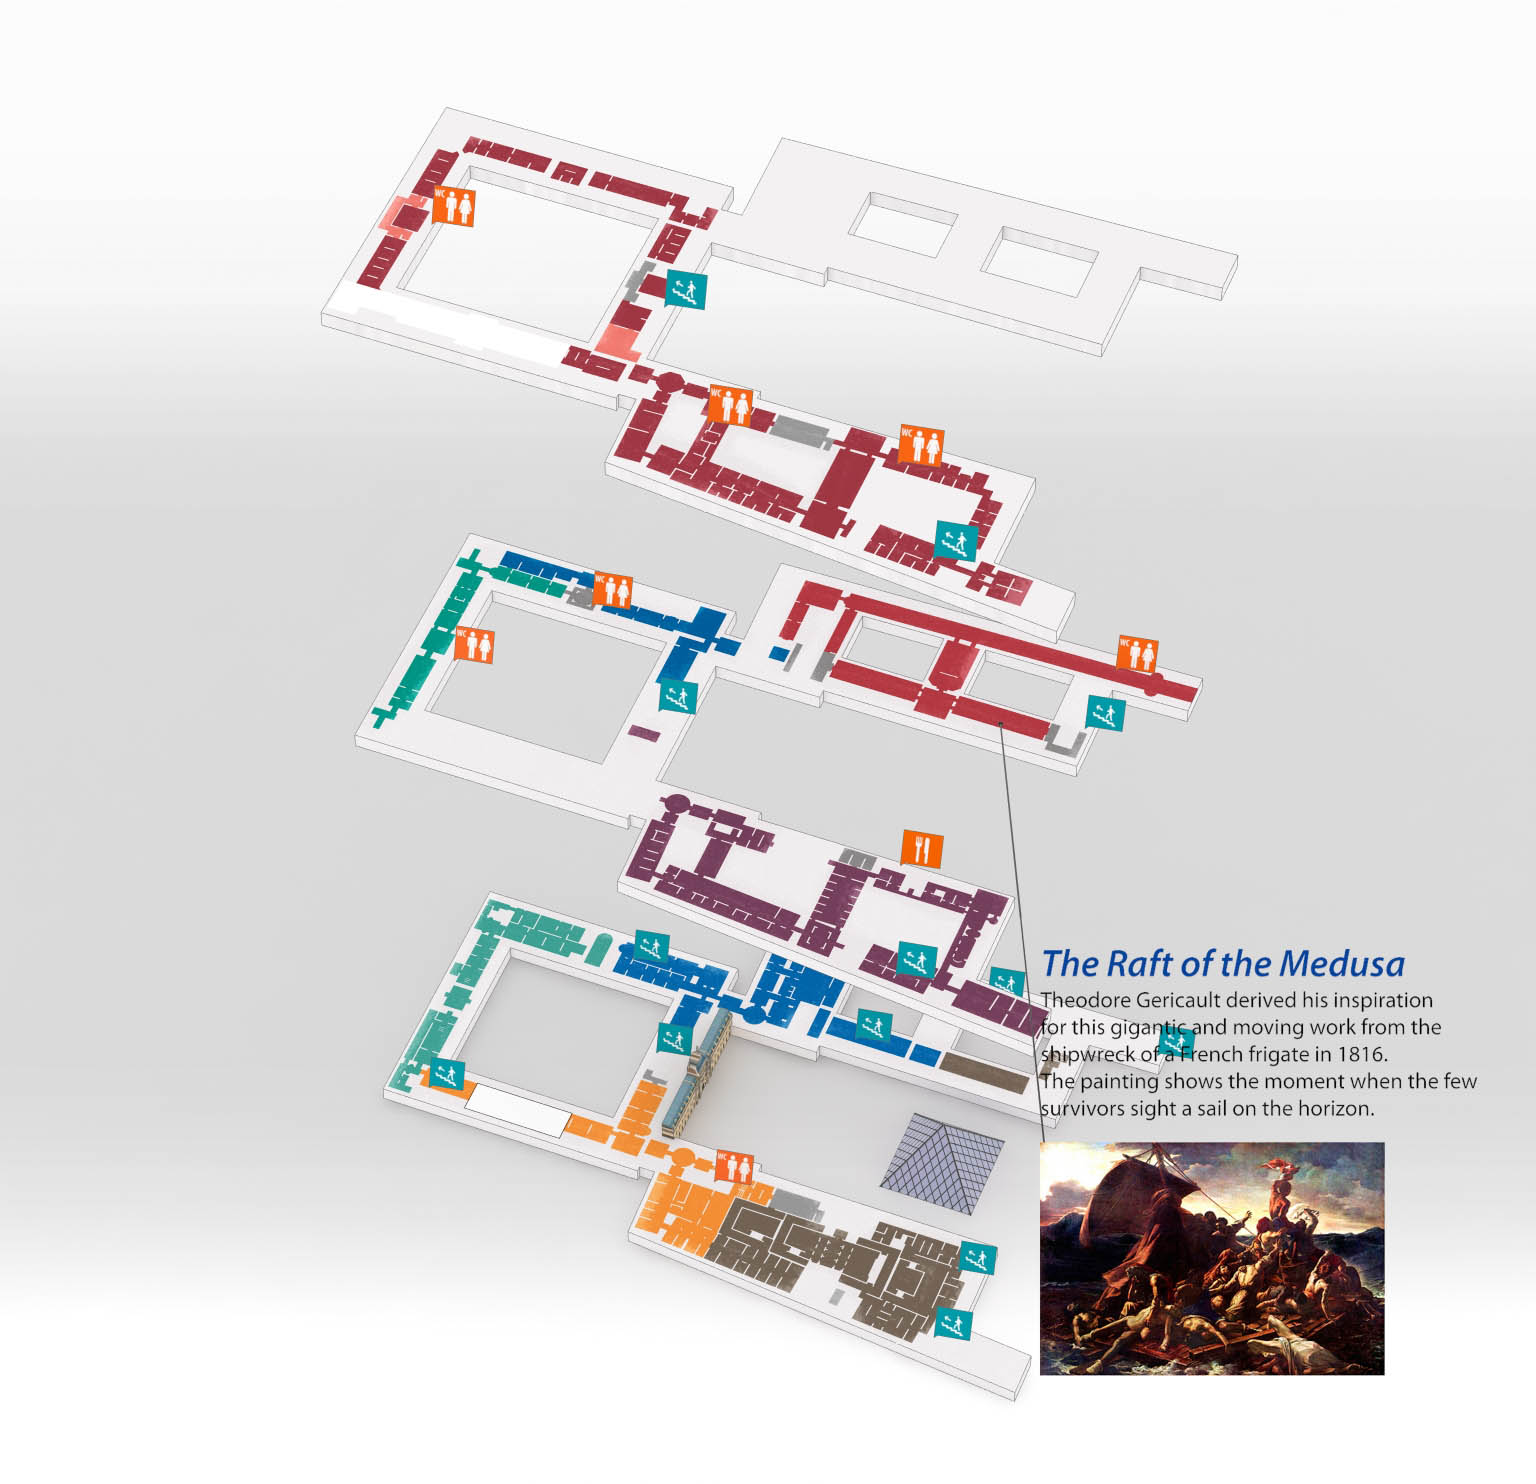 WC
WC
WC
WC
WC
The Raft of the Medusa
Theodore Gericault derived his inspiration
for this gigantic and moving work from the
shipwreck of a French frigate in 1816.
The painting shows the moment when the few
survivors sight a sail on the horizon.
WC
WC